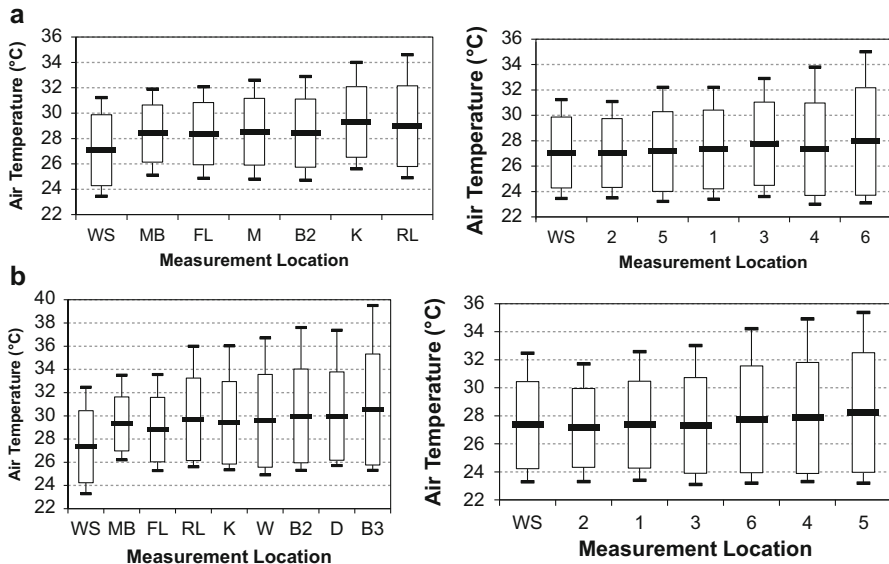 a
Air Temperature (°C)
36
34
32
30
28
26
24
22
WS MB FL M B2 K RL
Measurement Location
Air Temperature (°C)
36
34
32
30
28
26
24
22
WS 2 5 1 3 4 6
Measurement Location
b
Air Temperature (°C)
40
38
36
34
32
30
28
26
24
22
WS MB FL RL K W B2 D B3
Measurement Location
Air Temperature (°C)
36
34
32
30
28
26
24
22
WS 2 1 3 6 4 5
Measurement Location